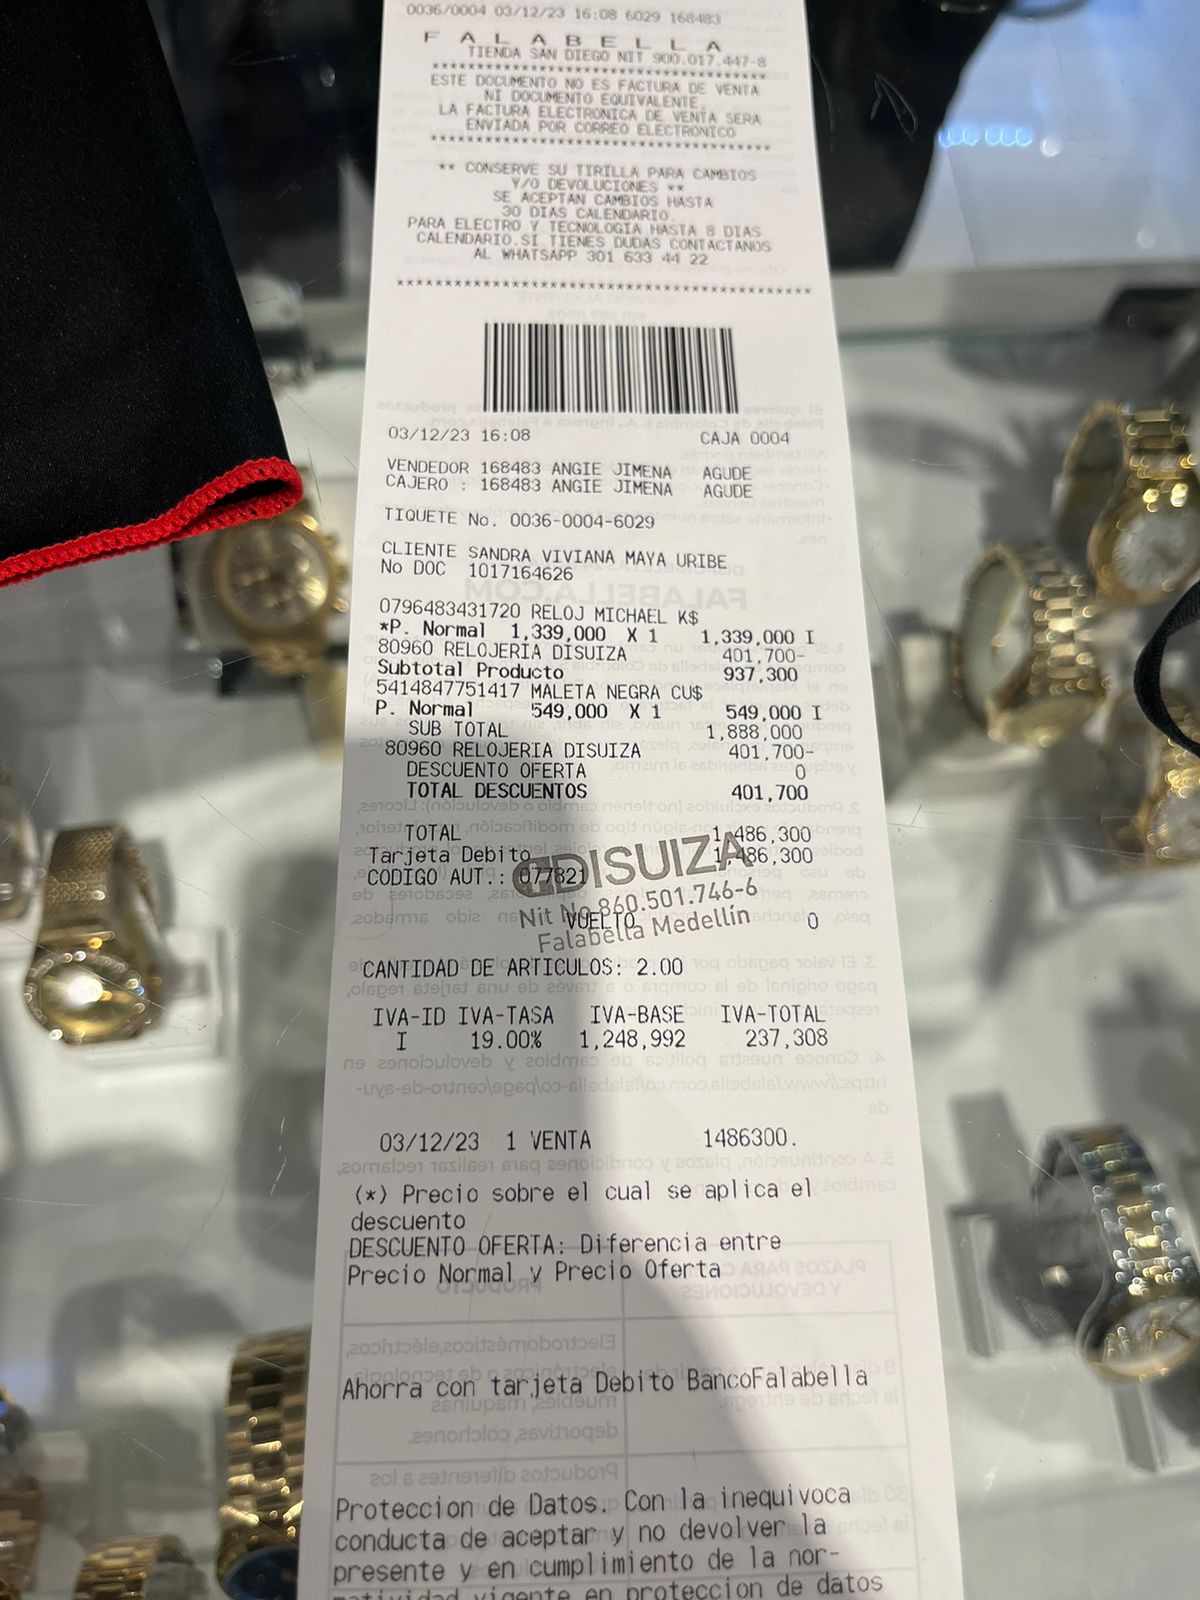 0036/0004 03/12/23 16:08 6029 168483
F A L A B E L L A
TIENDA SAN DIEGO NIT 900.017.447-8
****************************************
ESTE DOCUMENTO NO ES FACTURA DE VENTA
NI DOCUMENTO EQUIVALENTE.
LA FACTURA ELECTRONICA DE VENTA SERA
ENVIADA POR CORREO ELECTRONICO
****************************************
** CONSERVE SU TIRILLA PARA CAMBIOS
Y/O DEVOLUCIONES **
SE ACEPTAN CAMBIOS HASTA
30 DIAS CALENDARIO.
PARA ELECTRO Y TECNOLOGIA HASTA 8 DIAS
CALENDARIO.SI TIENES DUDAS CONTACTANOS
AL WHATSAPP 301 633 44 22
****************************************
03/12/23 16:08 CAJA 0004
VENDEDOR 168483 ANGIE JIMENA AGUDE
CAJERO : 168483 ANGIE JIMENA AGUDE
TIQUETE No. 0036-0004-6029
CLIENTE SANDRA VIVIANA MAYA URIBE
No DOC 1017164626
0796483431720 RELOJ MICHAEL K$
*P. Normal 1,339,000 X 1 1,339,000 I
80960 RELOJERIA DISUIZA 401,700-
Subtotal Producto 937,300
5414847751417 MALETA NEGRA CU$
P. Normal 549,000 X 1 549,000 I
SUB TOTAL 1,888,000
80960 RELOJERIA DISUIZA 401,700-
DESCUENTO OFERTA 0
TOTAL DESCUENTOS 401,700
TOTAL 1,486,300
Tarjeta Debito 1,486,300
CODIGO AUT.: 077821
DISUIZA
Nit No.860.501.746-6
VUELTO 0
Falabella Medellín
CANTIDAD DE ARTICULOS: 2.00
IVA-ID IVA-TASA IVA-BASE IVA-TOTAL
I 19.00% 1,248,992 237,308
03/12/23 1 VENTA 1486300.
(*) Precio sobre el cual se aplica el
descuento
DESCUENTO OFERTA: Diferencia entre
Precio Normal y Precio Oferta
Ahorra con tarjeta Debito BancoFalabella
Proteccion de Datos. Con la inequivoca
conducta de aceptar y no devolver la
presente y en cumplimiento de la nor-
matividad vigente en proteccion de datos